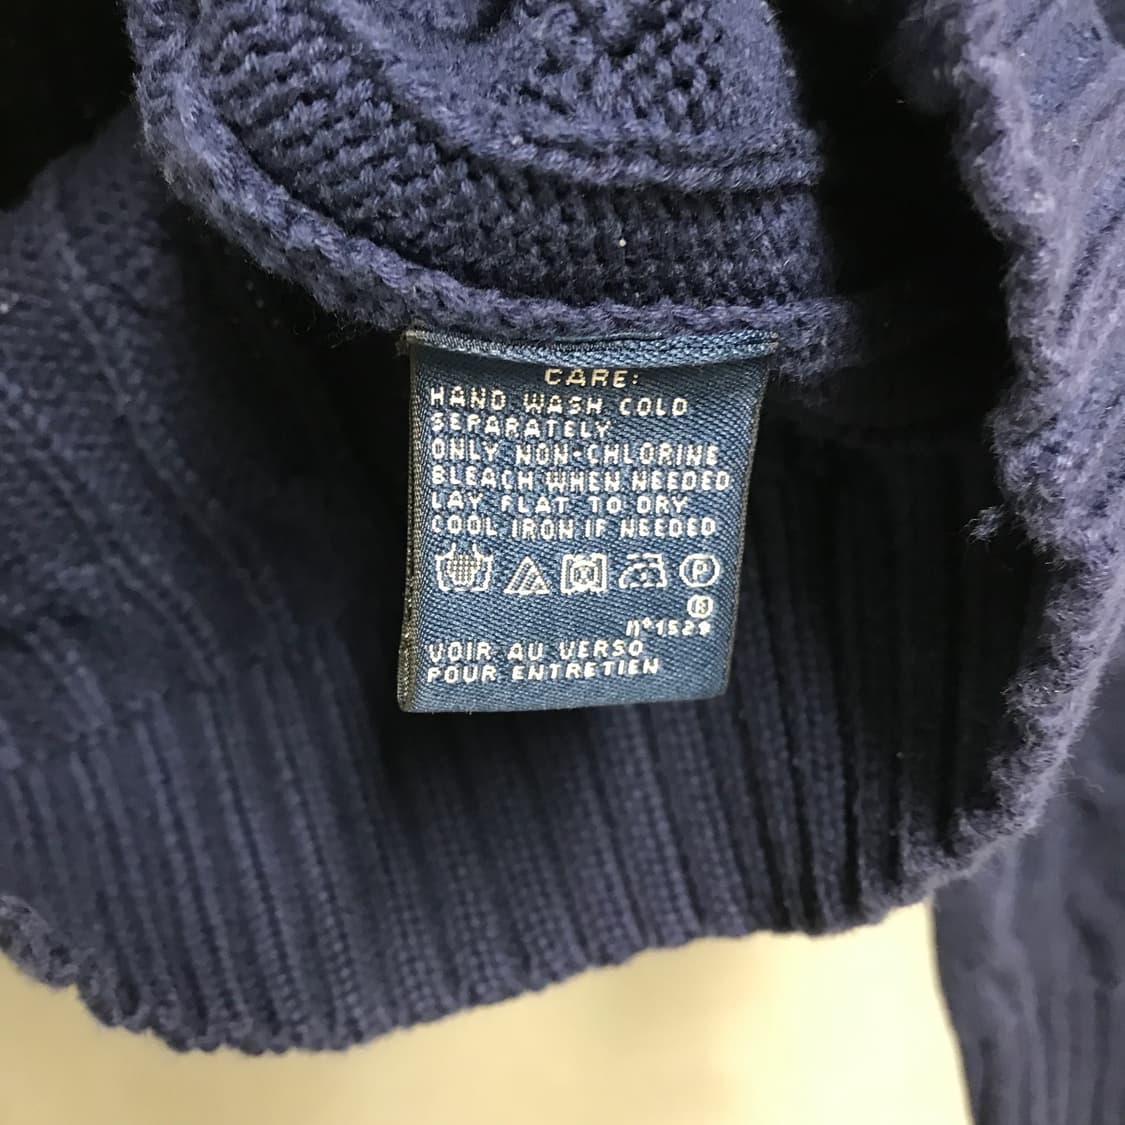 CARE:
HAND WASH COLD
SEPARATELY
ONLY NON-CHLORINE
BLEACH WHEN NEEDED
LAY FLAT TO DRY
COOL IRON IF NEEDED
P
VOIR AU VERSO
POUR ENTRETIEN